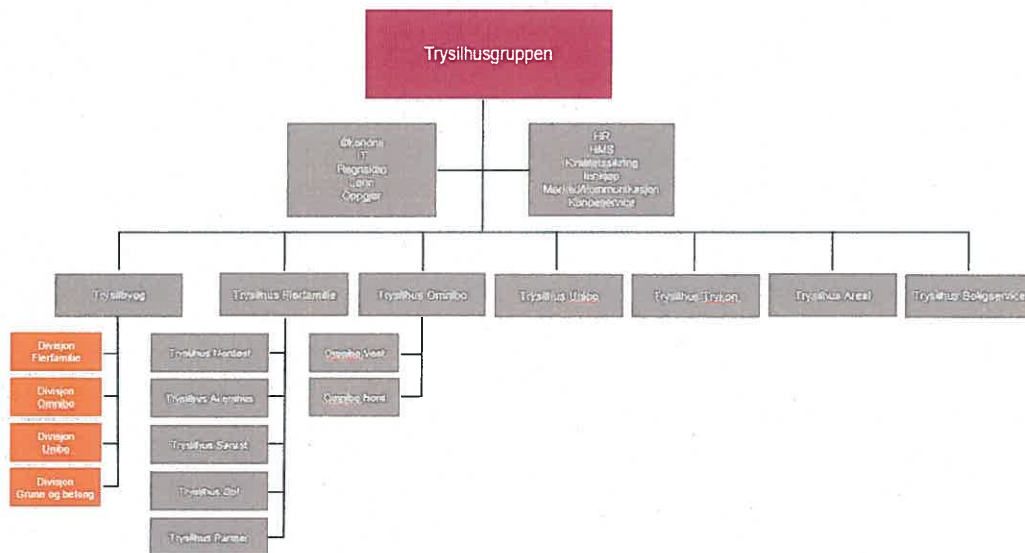 Trysilhusgruppen
Økonomi
IT
Regnskap
Lønn
Oppgjør
HR
HMS
Kvalitetssikring
Innkjøp
Marked/kommunikasjon
Kundeservice
Trysilbygg
Trysilhus Flerfamilie
Trysilhus Omnibo
Trysilhus Unibo
Trysilhus Trykon
Trysilhus Areal
Trysilhus Boligservice
Divisjon
Flerfamilie
Divisjon
Omnibo
Divisjon
Unibo
Divisjon
Grunn og betong
Trysilhus Nordøst
Trysilhus Akershus
Trysilhus Sørøst
Trysilhus
Trysilhus Partner
Omnibo Vest
Omnibo Nord